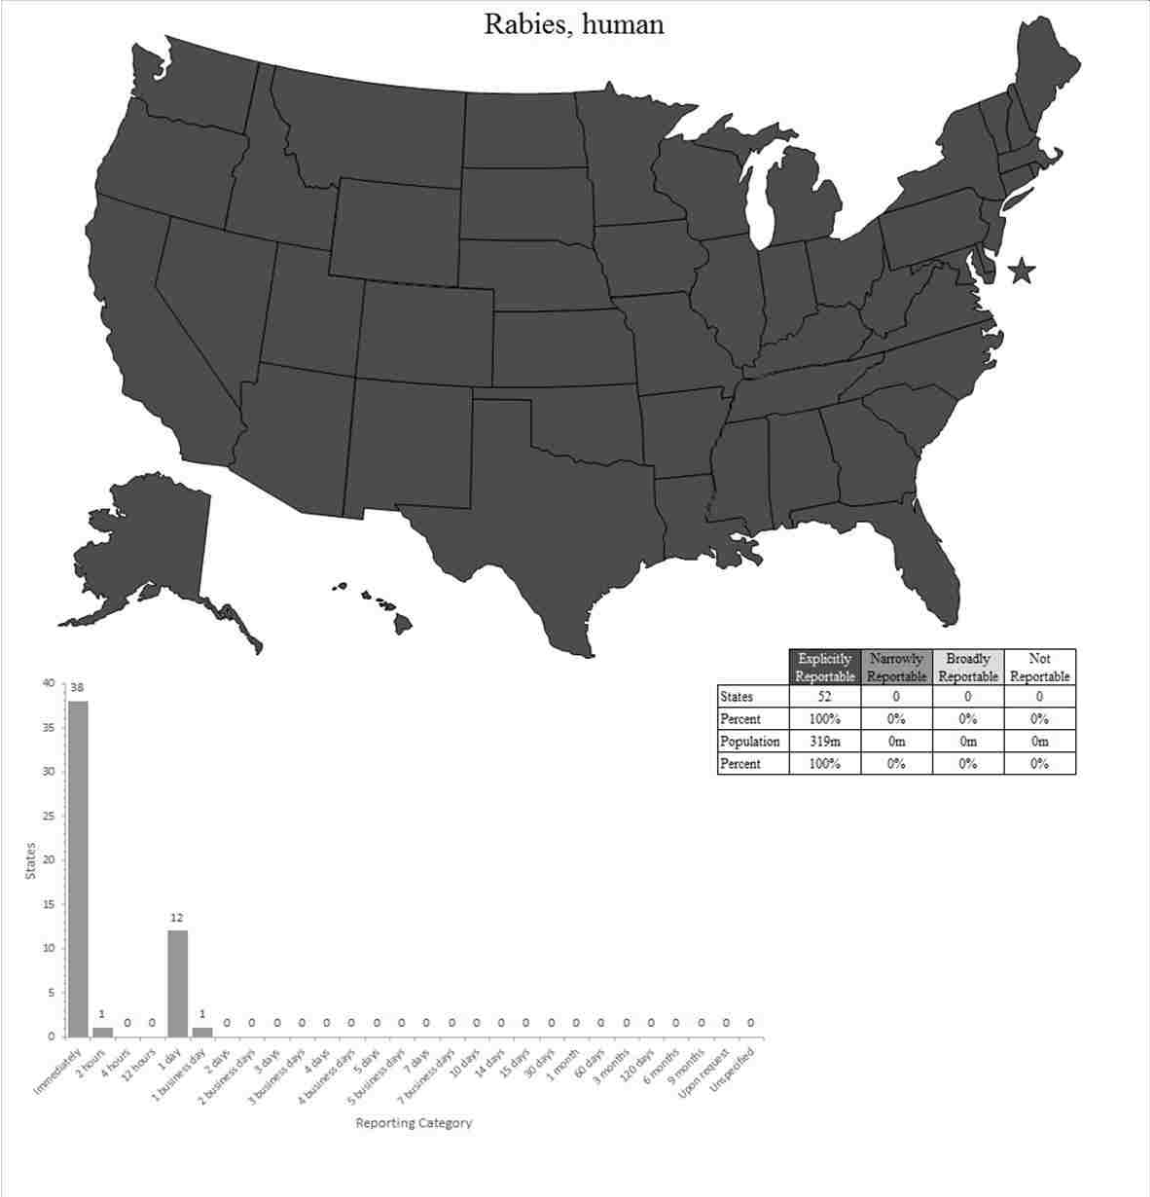 Rabies, human
Explicitly Reportable Narrowly Reportable Broadly Reportable Not Reportable
States 52 0 0 0
Percent 100% 0% 0% 0%
Population 319m 0m 0m 0m
Percent 100% 0% 0% 0%
40
35
30
25
20
15
10
5
0
States
38 1 0 0 12 1 0 0 0 0 0 0 0 0 0 0 0 0 0 0 0 0 0 0 0 0 0 0
Immediately
2 hours
4 hours
12 hours
1 day
1 business day
2 days
2 business days
3 days
3 business days
4 days
4 business days
5 days
5 business days
7 days
7 business days
10 days
14 days
15 days
30 days
1 month
60 days
3 months
120 days
6 months
9 months
Upon request
Unspecified
Reporting Category